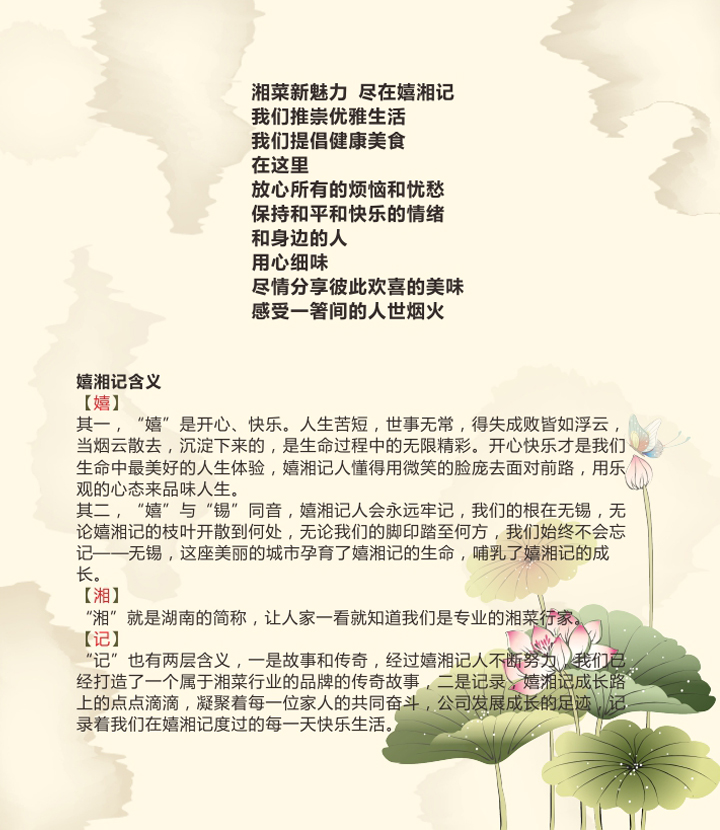 湘菜新魅力 尽在嬉湘记
我们推崇优雅生活
我们提倡健康美食
在这里
放心所有的烦恼和忧愁
保持和平和快乐的情绪
和身边的人
用心细味
尽情分享彼此欢喜的美味
感受一箸间的人世烟火
嬉湘记含义
【嬉】
其一，“嬉”是开心、快乐。人生苦短，世事无常，得失成败皆如浮云，
当烟云散去，沉淀下来的，是生命过程中的无限精彩。开心快乐才是我们
生命中最美好的人生体验，嬉湘记人懂得用微笑的脸庞去面对前路，用乐
观的心态来品味人生。
其二，“嬉”与“锡”同音，嬉湘记人会永远牢记，我们的根在无锡，无
论嬉湘记的枝叶开散到何处，无论我们的脚印踏至何方，我们始终不会忘
记——无锡，这座美丽的城市孕育了嬉湘记的生命，哺乳了嬉湘记的成
长。
【湘】
“湘”就是湖南的简称，让人家一看就知道我们是专业的湘菜行家。
【记】
“记”也有两层含义，一是故事和传奇，经过嬉湘记人不断努力，我们已
经打造了一个属于湘菜行业的品牌的传奇故事，二是记录，嬉湘记成长路
上的点点滴滴，凝聚着每一位家人的共同奋斗，公司发展成长的足迹，记
录着我们在嬉湘记度过的每一天快乐生活。